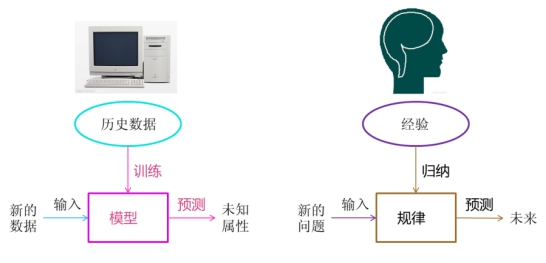 历史数据
训练
新的
数据
输入
模型
预测
未知
属性
经验
归纳
新的
问题
输入
规律
预测
未来